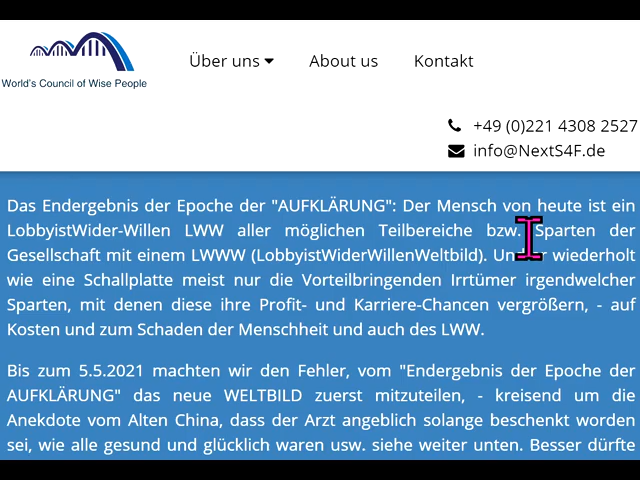 World's Council of Wise People
Über uns
About us
Kontakt
+49 (0)221 4308 2527
info@NextS4F.de
Das Endergebnis der Epoche der "AUFKLÄRUNG": Der Mensch von heute ist ein
LobbyistWider-Willen LWW aller möglichen Teilbereiche bzw. Sparten der
Gesellschaft mit einem LWWW (LobbyistWiderWillenWeltbild). Und er wiederholt
wie eine Schallplatte meist nur die Vorteilbringenden Irrtümer irgendwelcher
Sparten, mit denen diese ihre Profit- und Karriere-Chancen vergrößern, - auf
Kosten und zum Schaden der Menschheit und auch des LWW.
Bis zum 5.5.2021 machten wir den Fehler, vom "Endergebnis der Epoche der
AUFKLÄRUNG" das neue WELTBILD zuerst mitzuteilen, - kreisend um die
Anekdote vom Alten China, dass der Arzt angeblich solange beschenkt worden
sei, wie alle gesund und glücklich waren usw. siehe weiter unten. Besser dürfte